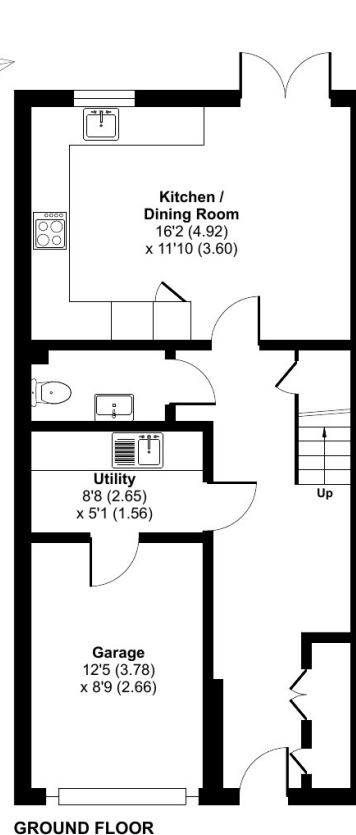 Kitchen /
Dining Room
16'2 (4.92)
x 11'10 (3.60)
Up
Utility
8'8 (2.65)
x 5'1 (1.56)
Garage
12'5 (3.78)
x 8'9 (2.66)
GROUND FLOOR